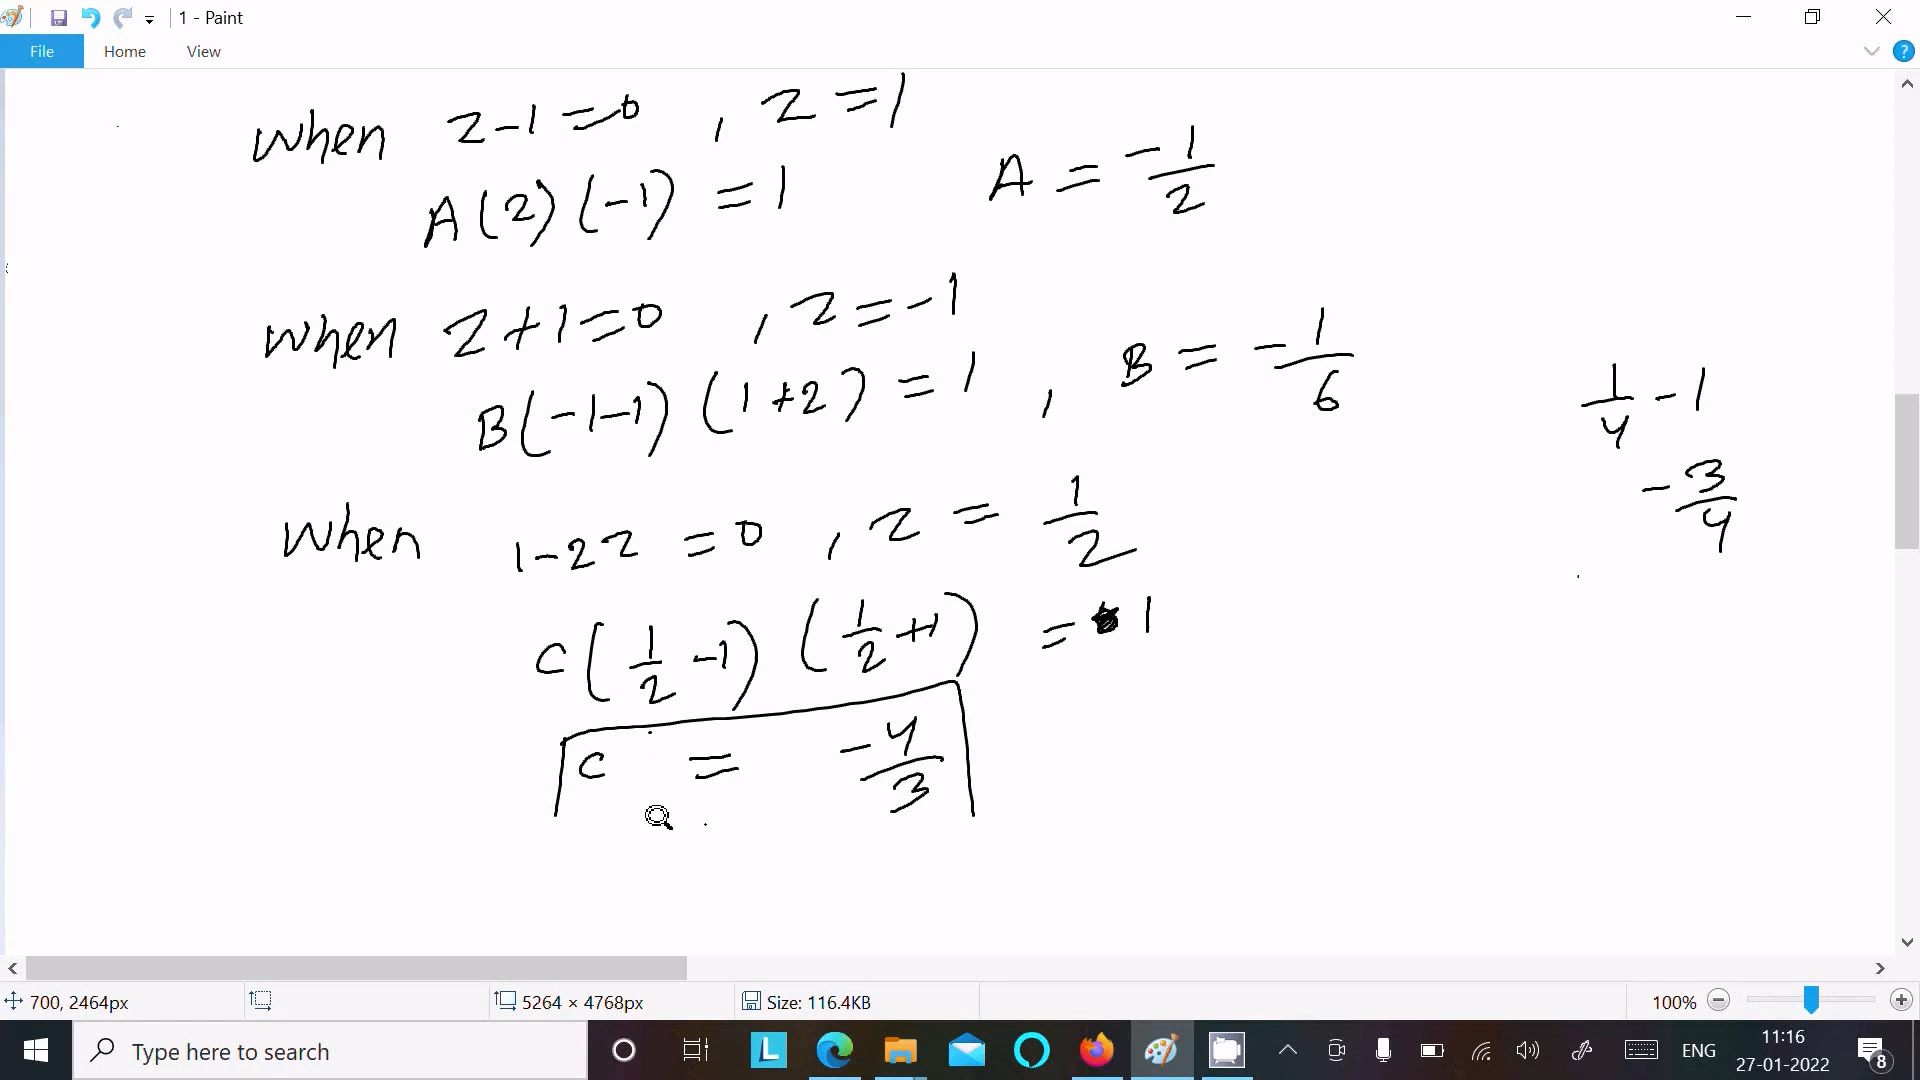 1 - Paint
File Home View
when z-1=0 , z=1
A(2)(-1) = 1
A = -1/2
when z+1=0 , z=-1
B(-1-1) (1+2) = 1 , B = -1/6
1/4 - 1
-3/4
when 1-2z = 0 , z = 1/2
C(1/2 -1) (1/2+1) = 1
C = -4/3
700, 2464px 5264 × 4768px Size: 116.4KB 100%
Type here to search
L
ENG
11:16
27-01-2022
8